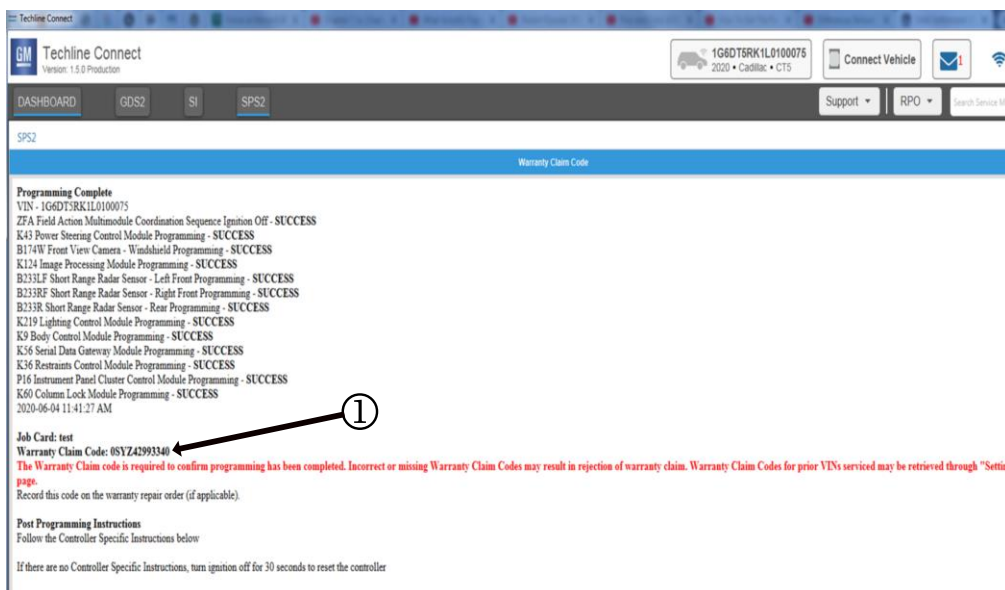 Techline Connect
GM
Techline Connect
Version: 1.5.0 Production
1G6DT5RK1L0100075
2020 • Cadillac • CT5
Connect Vehicle
1
DASHBOARD GDS2 SI SPS2
Support RPO Search Service M
SPS2
Warranty Claim Code
Programming Complete
VIN - 1G6DT5RK1L0100075
ZFA Field Action Multimodule Coordination Sequence Ignition Off - SUCCESS
K43 Power Steering Control Module Programming - SUCCESS
B174W Front View Camera - Windshield Programming - SUCCESS
K124 Image Processing Module Programming - SUCCESS
B233LF Short Range Radar Sensor - Left Front Programming - SUCCESS
B233RF Short Range Radar Sensor - Right Front Programming - SUCCESS
B233R Short Range Radar Sensor - Rear Programming - SUCCESS
K219 Lighting Control Module Programming - SUCCESS
K9 Body Control Module Programming - SUCCESS
K56 Serial Data Gateway Module Programming - SUCCESS
K36 Restraints Control Module Programming - SUCCESS
P16 Instrument Panel Cluster Control Module Programming - SUCCESS
K60 Column Lock Module Programming - SUCCESS
2020-06-04 11:41:27 AM
①
Job Card: test
Warranty Claim Code: 0SYZ42993340
The Warranty Claim code is required to confirm programming has been completed. Incorrect or missing Warranty Claim Codes may result in rejection of warranty claim. Warranty Claim Codes for prior VINs serviced may be retrieved through "Settin
page.
Record this code on the warranty repair order (if applicable).
Post Programming Instructions
Follow the Controller Specific Instructions below
If there are no Controller Specific Instructions, turn ignition off for 30 seconds to reset the controller